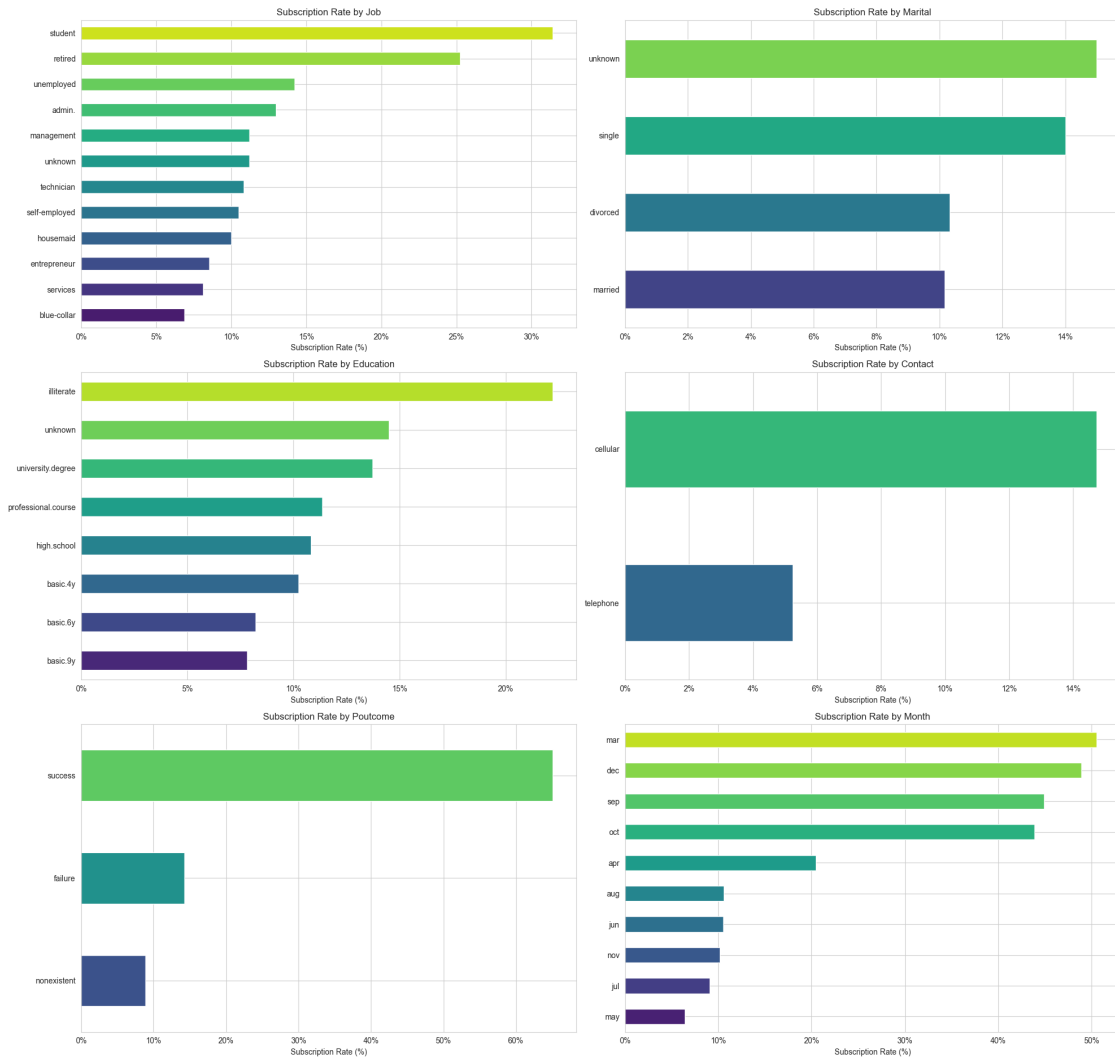 Subscription Rate by Job
student
retired
unemployed
admin.
management
unknown
technician
self-employed
housemaid
entrepreneur
services
blue-collar
0% 5% 10% 15% 20% 25% 30%
Subscription Rate (%)
Subscription Rate by Marital
unknown
single
divorced
married
0% 2% 4% 6% 8% 10% 12% 14%
Subscription Rate (%)
Subscription Rate by Education
illiterate
unknown
university.degree
professional.course
high.school
basic.4y
basic.6y
basic.9y
0% 5% 10% 15% 20%
Subscription Rate (%)
Subscription Rate by Contact
cellular
telephone
0% 2% 4% 6% 8% 10% 12% 14%
Subscription Rate (%)
Subscription Rate by Poutcome
success
failure
nonexistent
0% 10% 20% 30% 40% 50% 60%
Subscription Rate (%)
Subscription Rate by Month
mar
dec
sep
oct
apr
aug
jun
nov
jul
may
0% 10% 20% 30% 40% 50%
Subscription Rate (%)